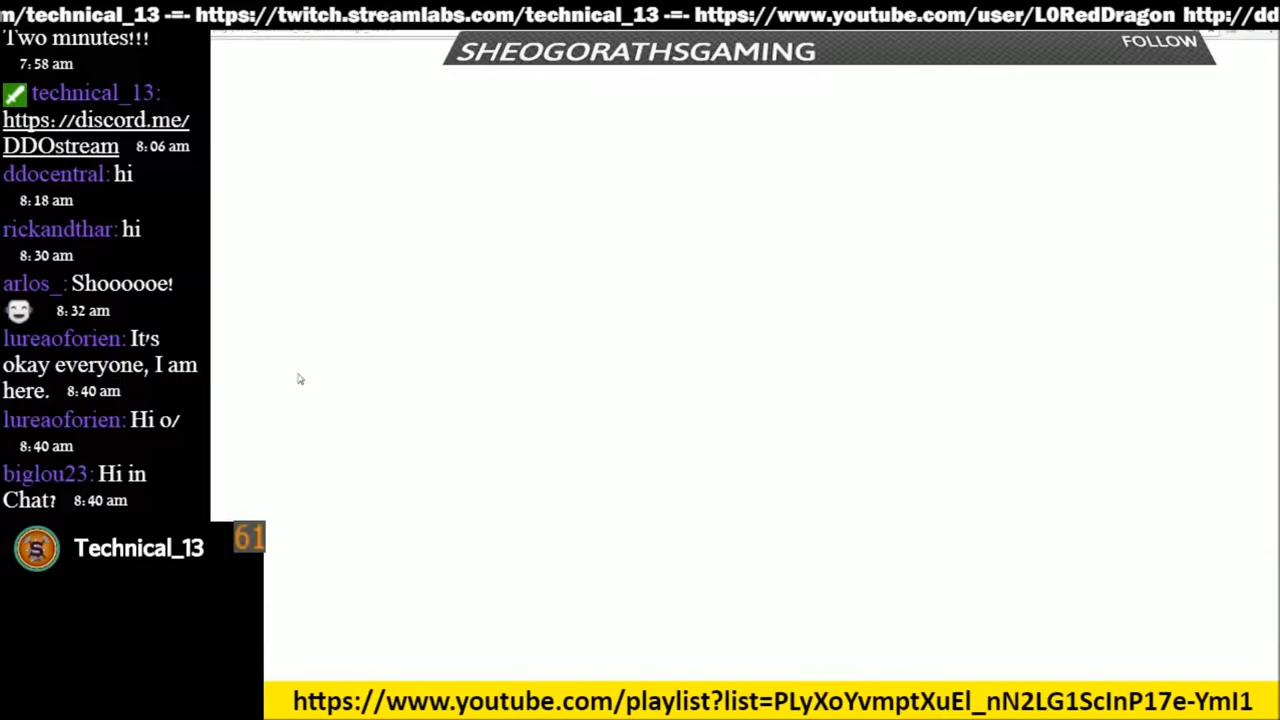 m/technical_13 -=- https://twitch.streamlabs.com/technical_13 -=- https://www.youtube.com/user/L0RedDragon http://dd
SHEOGORATHSGAMING
FOLLOW
Two minutes!!!
7:58 am
technical_13:
https://discord.me/
DDOstream 8:06 am
ddocentral: hi
8:18 am
rickandthar: hi
8:30 am
arlos_: Shoooooe!
8:32 am
lureaoforien: It's
okay everyone, I am
here. 8:40 am
lureaoforien: Hi o/
8:40 am
biglou23: Hi in
Chat? 8:40 am
61
Technical_13
https://www.youtube.com/playlist?list=PLyXoYvmptXuEl_nN2LG1ScInP17e-YmI1